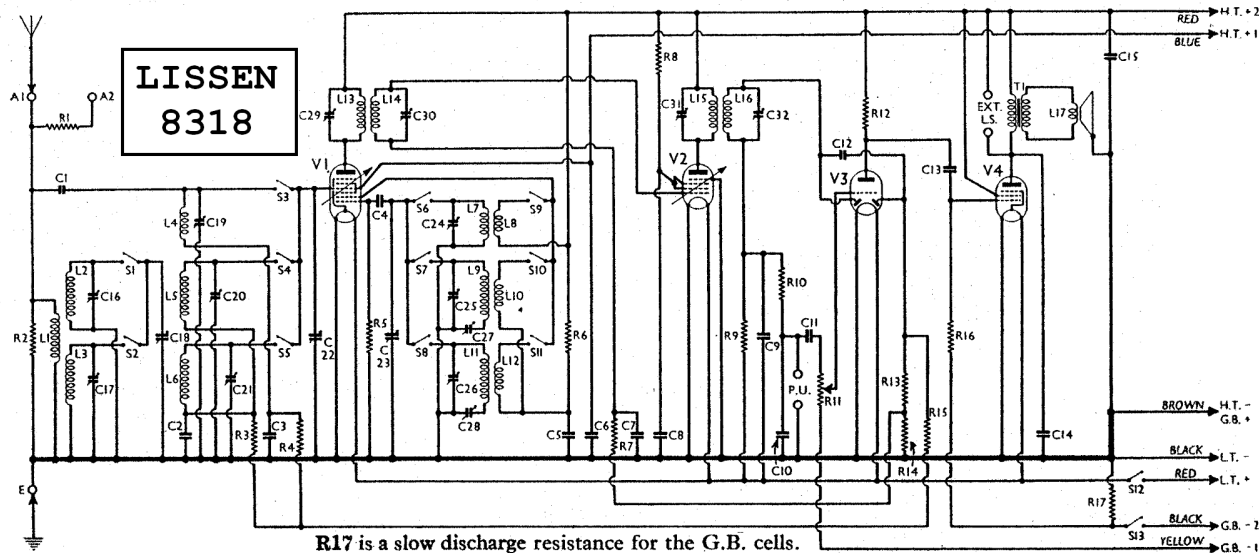 LISSEN
8318
H.T.+2
RED
H.T.+1
BLUE
A1
A2
R1
C1
L2
C16
S1
L1
R2
L3
C17
S2
C18
E
L4
C19
S3
L5
C20
S4
L6
C21
S5
C2
R3
C3
R4
C22
C29
L13
L14
C30
V1
C4
R5
C23
S6
C24
L7
L8
S9
S7
C25
L9
L10
S10
C27
S8
C26
L11
L12
S11
C28
R6
C5
C6
C7
R7
C8
R8
C31
L15
L16
C32
V2
R9
C9
R10
C10
C11
P.U.
R11
C12
V3
R12
R13
R14
R15
C13
R16
EXT.
L.S.
T1
L17
V4
C14
C15
BROWN
H.T.-
G.B.+
BLACK
L.T.-
RED
L.T.+
S12
R17
BLACK
G.B.-2
S13
YELLOW
G.B.-1
R17 is a slow discharge resistance for the G.B. cells.